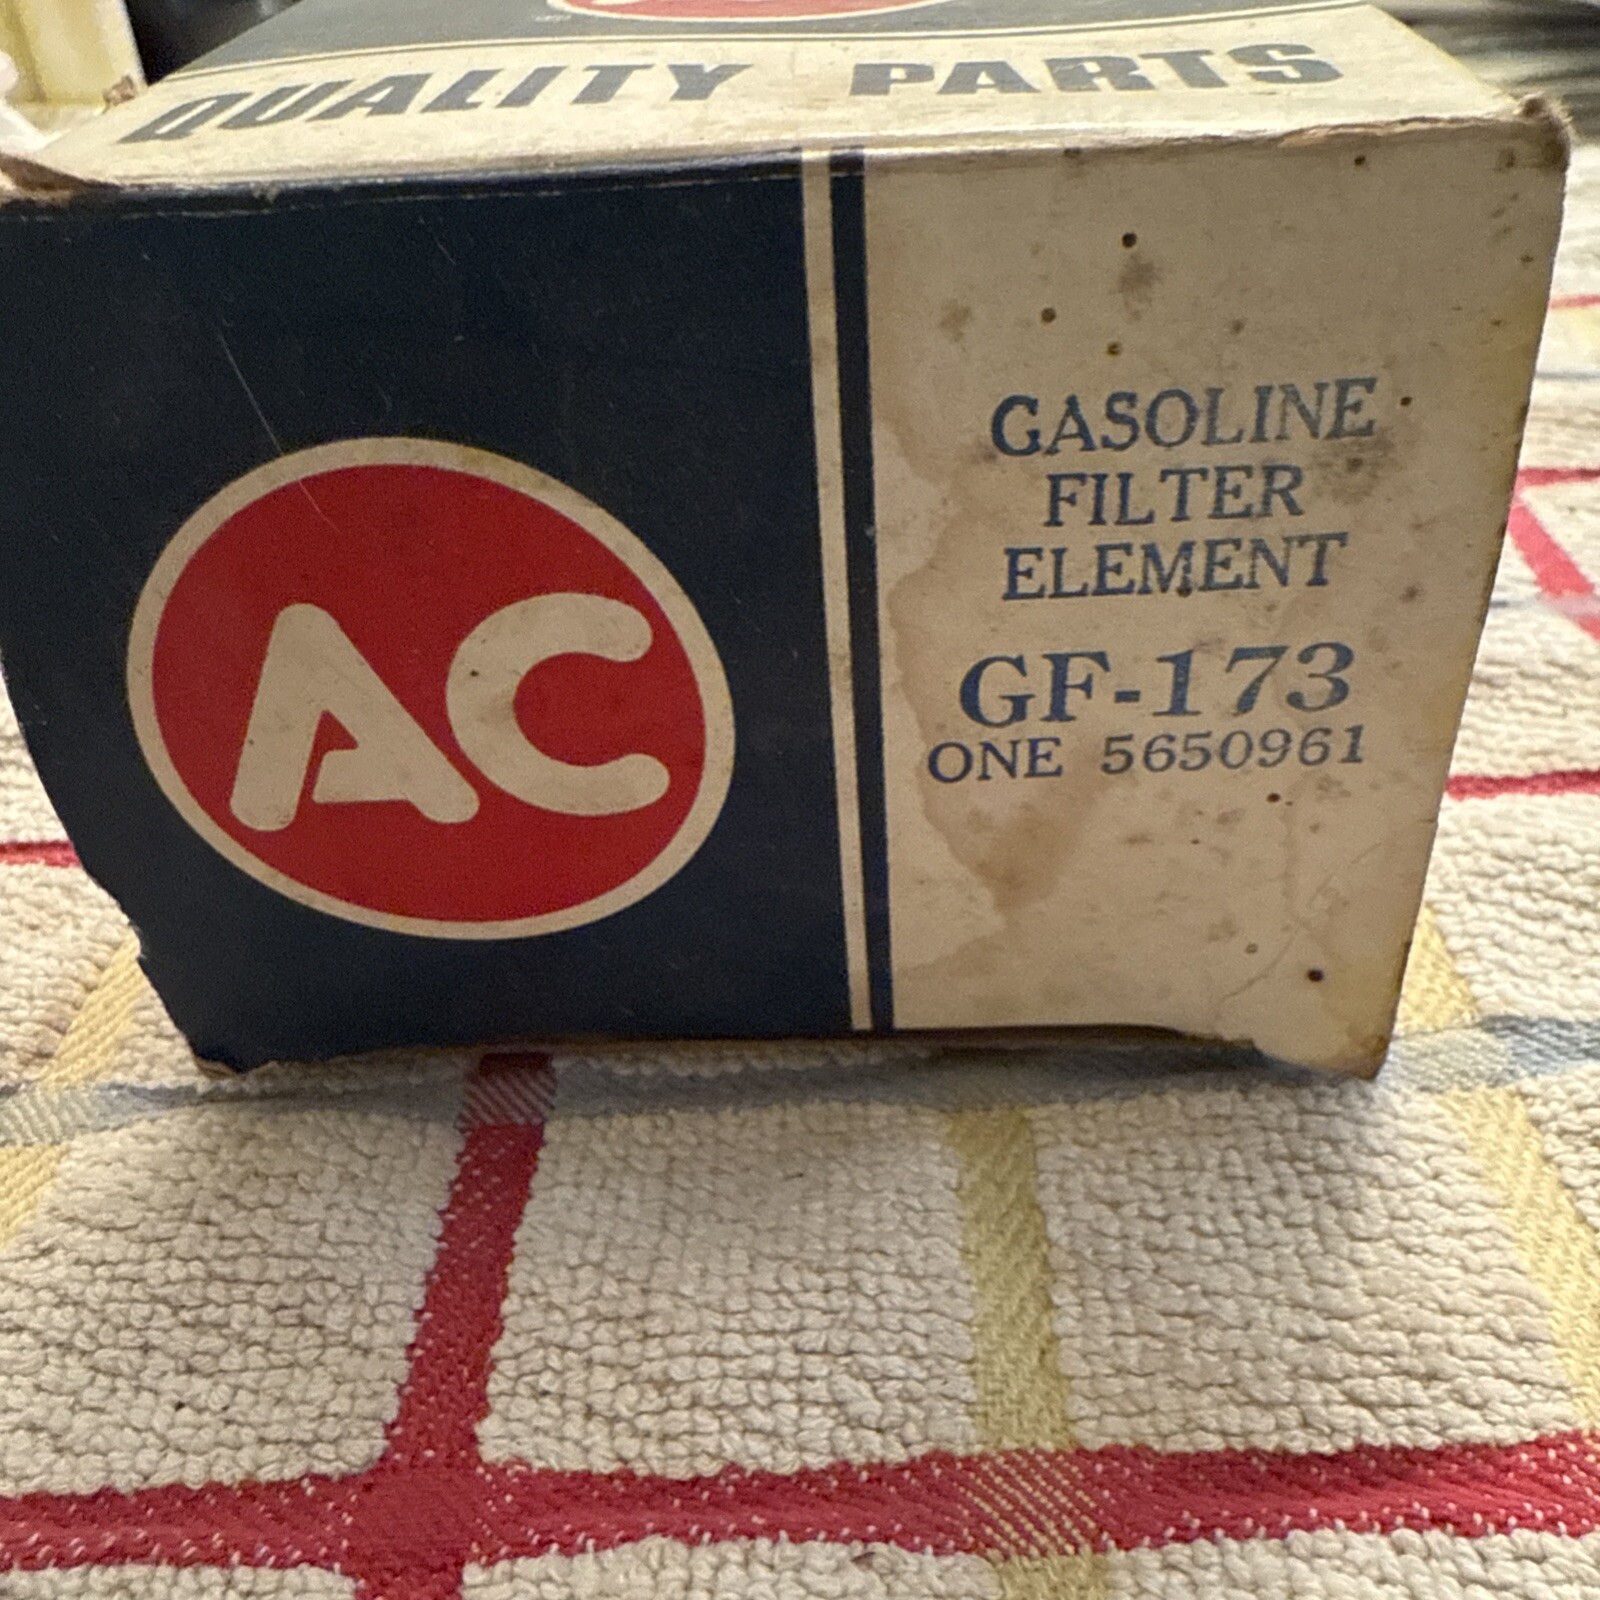 QUALITY PARTS
AC
GASOLINE
FILTER
ELEMENT
GF-173
ONE 5650961